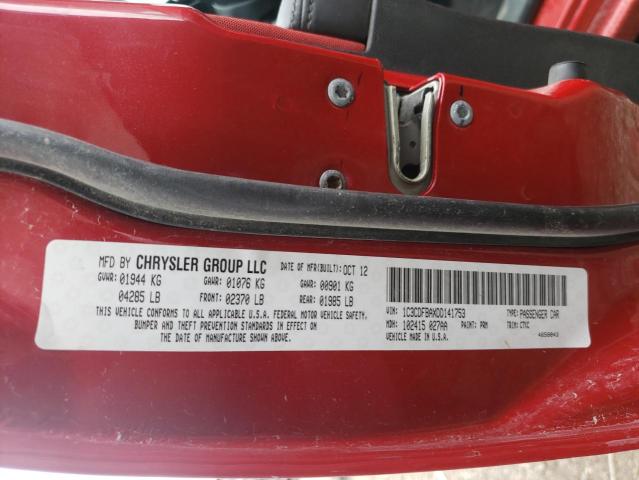 MFD BY CHRYSLER GROUP LLC DATE OF MFR(BUILT): OCT 12
GVWR: 01944 KG GAWR: 01076 KG GAWR: 00901 KG
04285 LB FRONT: 02370 LB REAR: 01985 LB
THIS VEHICLE CONFORMS TO ALL APPLICABLE U.S.A. FEDERAL MOTOR VEHICLE SAFETY,
BUMPER AND THEFT PREVENTION STANDARDS IN EFFECT ON
THE DATE OF MANUFACTURE SHOWN ABOVE.
VIN: 1C3CDFBAXDD141753 TYPE: PASSENGER CAR
MDH: 102415 027AA PAINT: PRM TRIM: CTXC
VEHICLE MADE IN U.S.A. 4658043